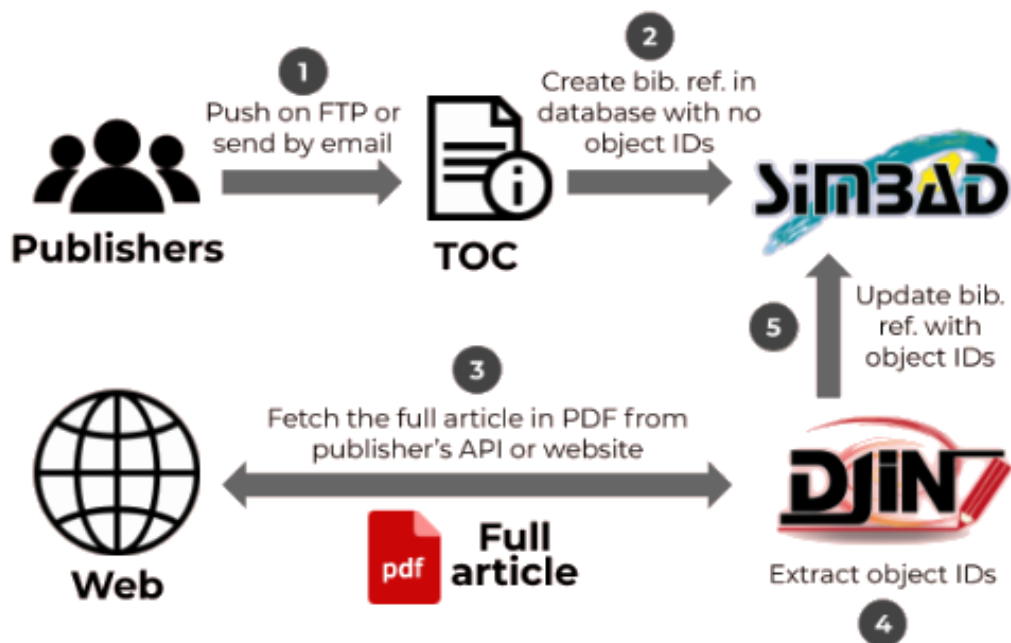 1
Push on FTP or
send by email
2
Create bib. ref. in
database with no
object IDs
i
Publishers
TOC
SiMBAD
5
Update bib.
ref. with
object IDs
3
Fetch the full article in PDF from
publisher's API or website
DJiN
pdf
Full
article
Web
Extract object IDs
4